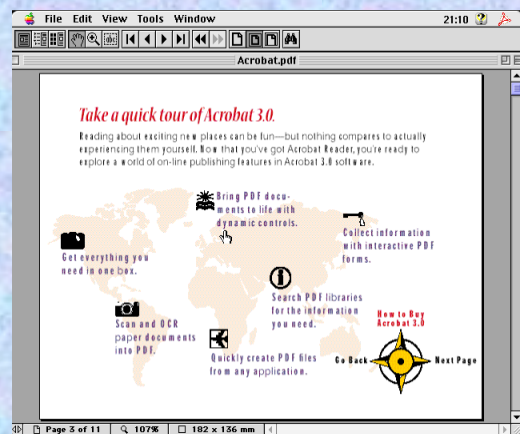 File Edit View Tools Window 21:10
Acrobat.pdf
Take a quick tour of Acrobat 3.0.
Reading about exciting new places can be fun—but nothing compares to actually
experiencing them yourself. Now that you've got Acrobat Reader, you're ready to
explore a world of on-line publishing features in Acrobat 3.0 software.
Bring PDF docu-
ments to life with
dynamic controls.
Collect information
with interactive PDF
forms.
Get everything you
need in one box.
Search PDF libraries
for the information
you need.
Scan and OCR
paper documents
into PDF.
Quickly create PDF files
from any application.
How to Buy
Acrobat 3.0
Go Back
Next Page
Page 3 of 11 107% 182 x 136 mm